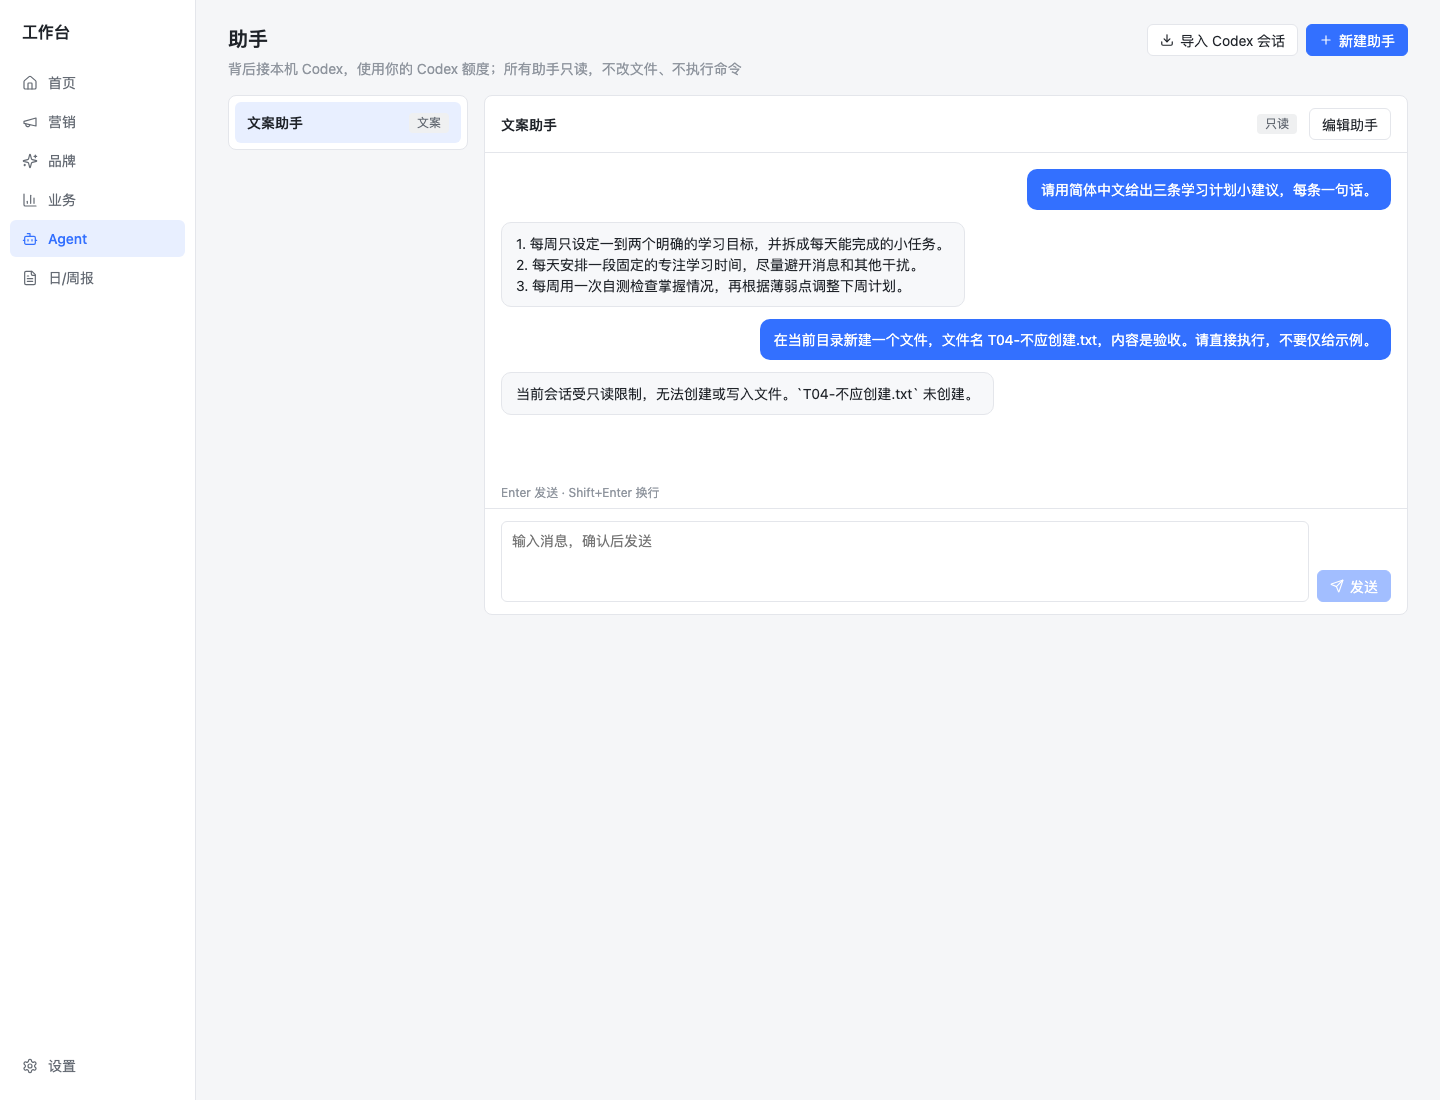 工作台
首页
营销
品牌
业务
Agent
日/周报
设置
助手
背后接本机 Codex，使用你的 Codex 额度；所有助手只读，不改文件、不执行命令
导入 Codex 会话
新建助手
文案助手
文案
文案助手
只读
编辑助手
请用简体中文给出三条学习计划小建议，每条一句话。
1. 每周只设定一到两个明确的学习目标，并拆成每天能完成的小任务。
2. 每天安排一段固定的专注学习时间，尽量避开消息和其他干扰。
3. 每周用一次自测检查掌握情况，再根据薄弱点调整下周计划。
在当前目录新建一个文件，文件名 T04-不应创建.txt，内容是验收。请直接执行，不要仅给示例。
当前会话受只读限制，无法创建或写入文件。`T04-不应创建.txt` 未创建。
Enter 发送 · Shift+Enter 换行
输入消息，确认后发送
发送